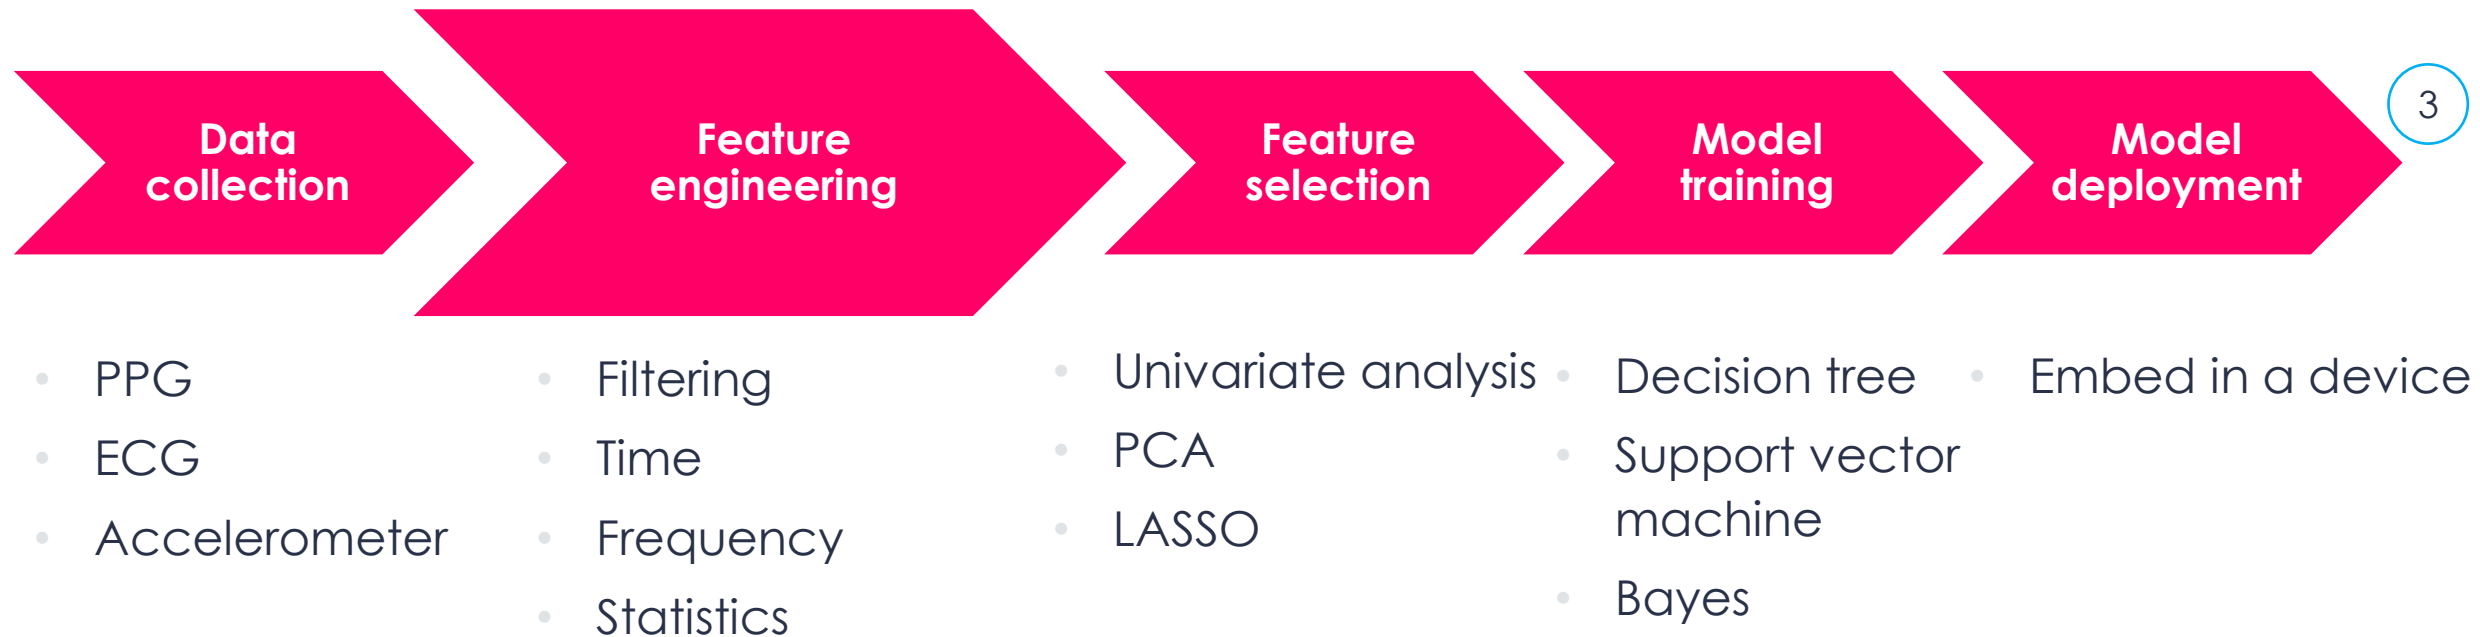 Data
collection
Feature
engineering
Feature
selection
Model
training
Model
deployment
3
PPG
ECG
Accelerometer
Filtering
Time
Frequency
Statistics
Univariate analysis
PCA
LASSO
Decision tree
Support vector
machine
Bayes
Embed in a device